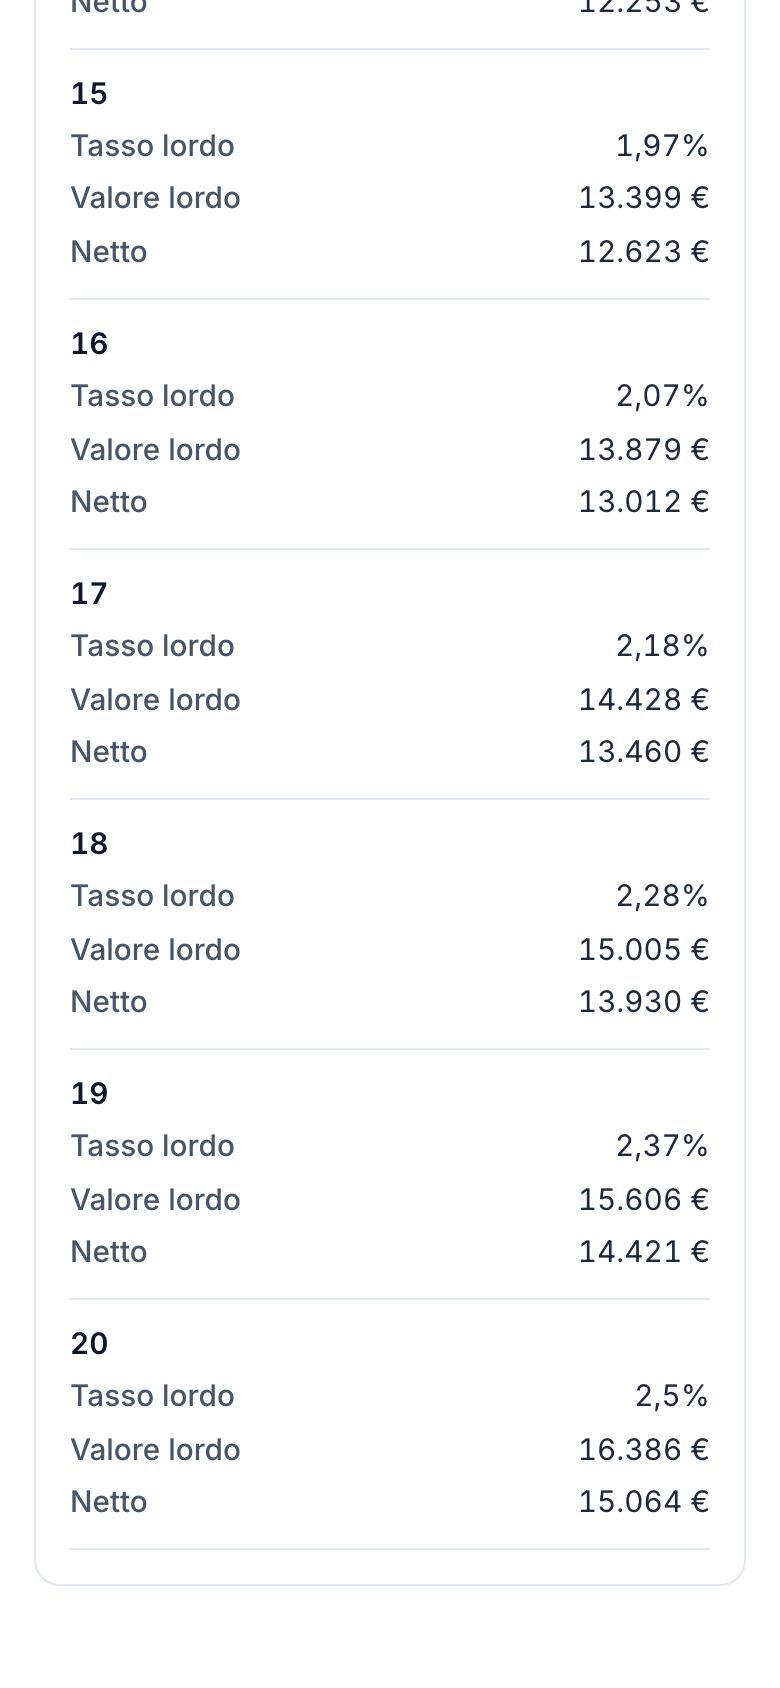 Netto 12.253 €
15
Tasso lordo 1,97%
Valore lordo 13.399 €
Netto 12.623 €
16
Tasso lordo 2,07%
Valore lordo 13.879 €
Netto 13.012 €
17
Tasso lordo 2,18%
Valore lordo 14.428 €
Netto 13.460 €
18
Tasso lordo 2,28%
Valore lordo 15.005 €
Netto 13.930 €
19
Tasso lordo 2,37%
Valore lordo 15.606 €
Netto 14.421 €
20
Tasso lordo 2,5%
Valore lordo 16.386 €
Netto 15.064 €